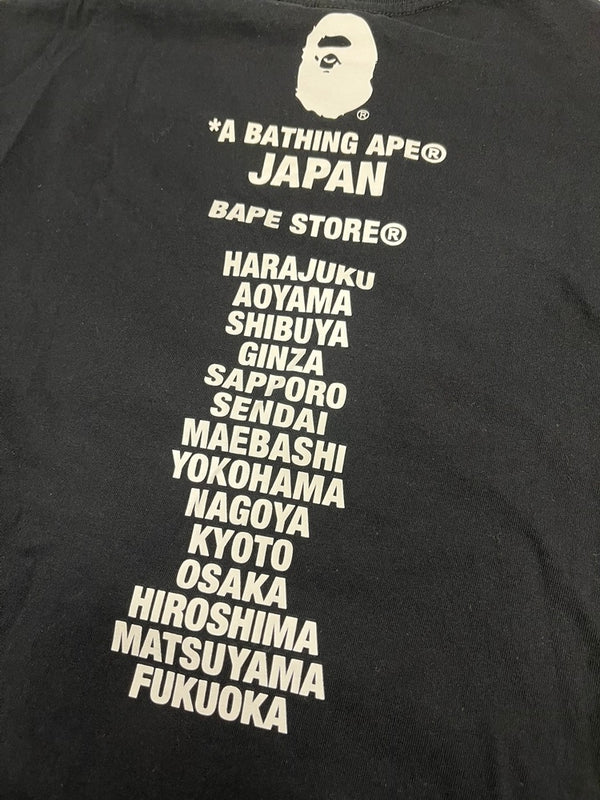 ®
*A BATHING APE®
JAPAN
BAPE STORE®
HARAJUKU
AOYAMA
SHIBUYA
GINZA
SAPPORO
SENDAI
MAEBASHI
YOKOHAMA
NAGOYA
KYOTO
OSAKA
HIROSHIMA
MATSUYAMA
FUKUOKA